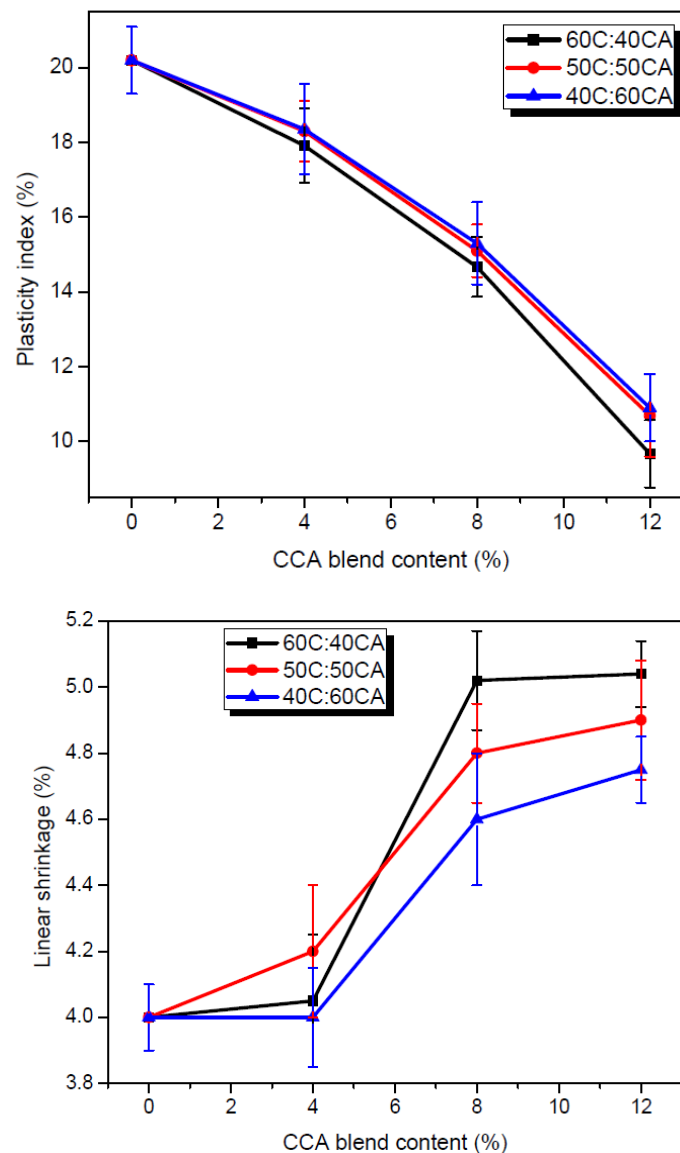 60C:40CA
50C:50CA
40C:60CA
20
18
16
14
12
10
Plasticity index (%)
0 2 4 6 8 10 12
CCA blend content (%)
60C:40CA
50C:50CA
40C:60CA
5.2
5.0
4.8
4.6
4.4
4.2
4.0
3.8
Linear shrinkage (%)
0 2 4 6 8 10 12
CCA blend content (%)